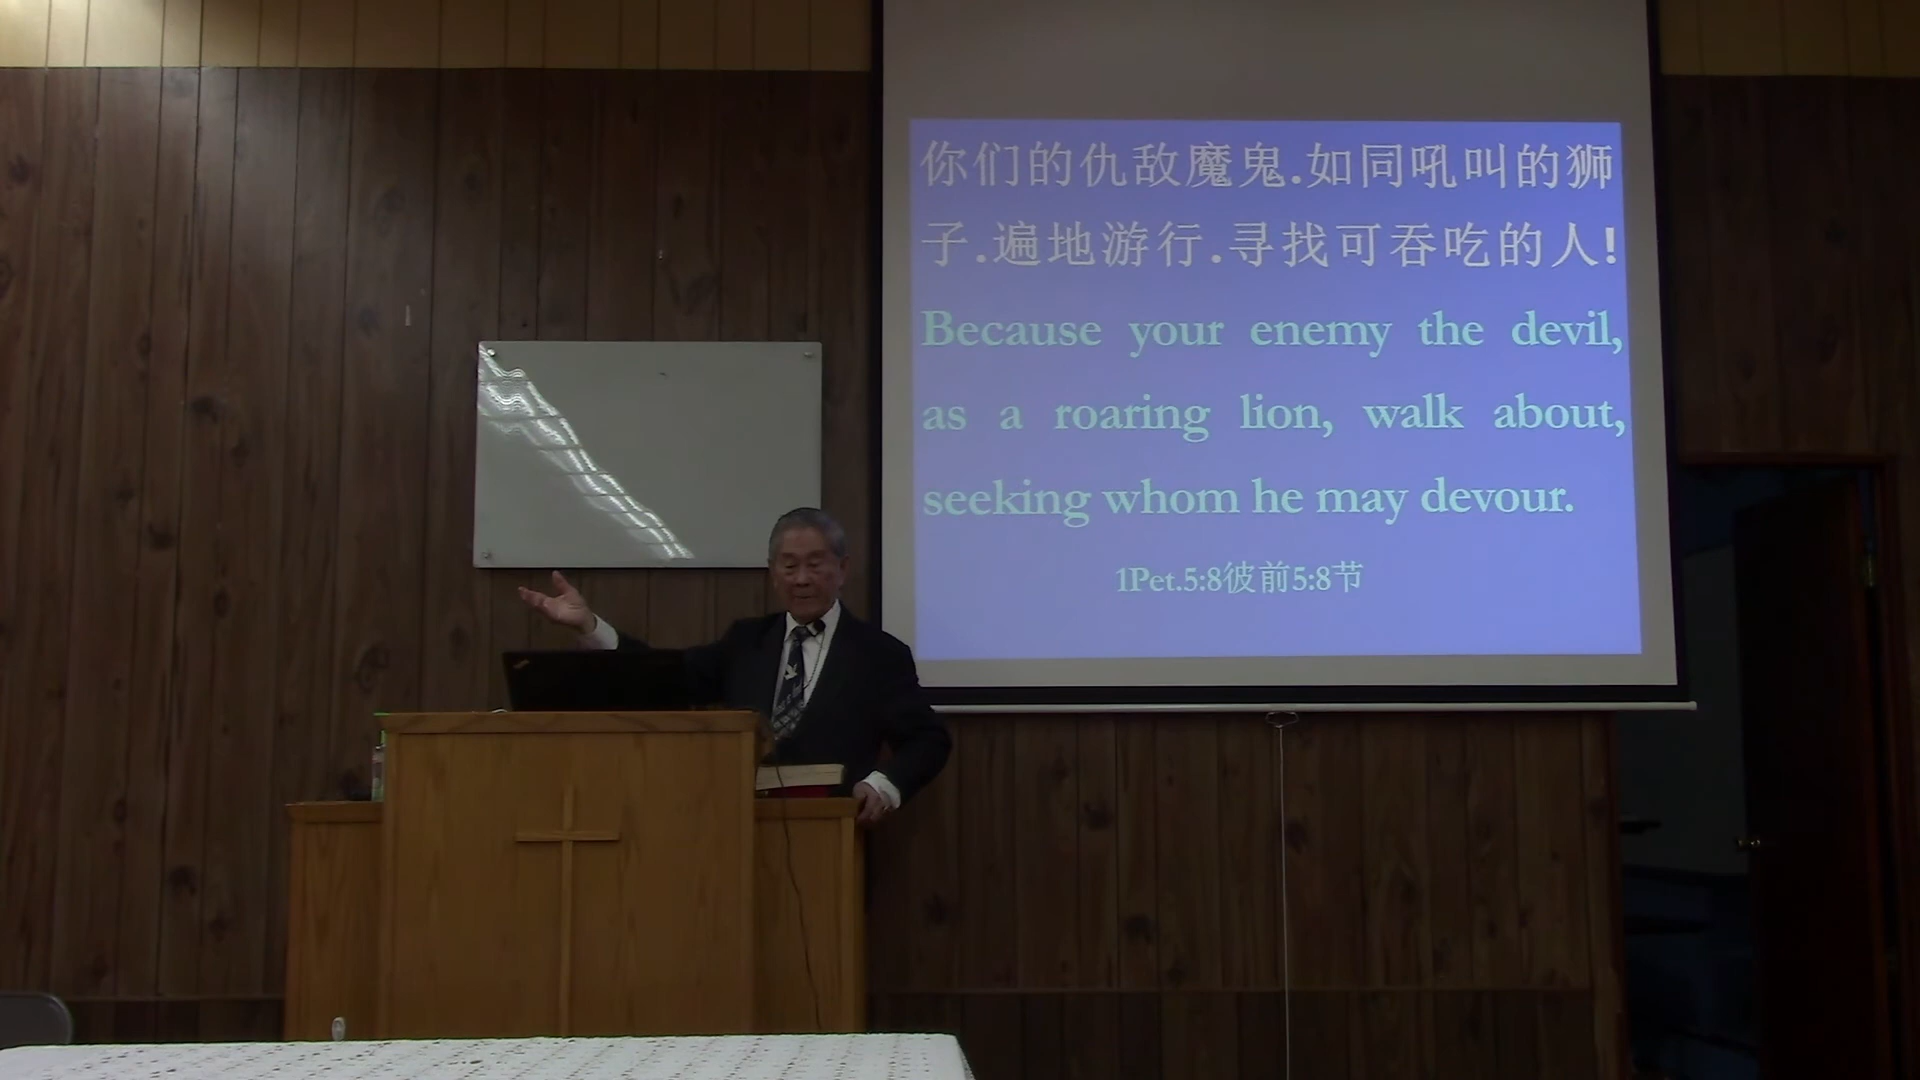 你们的仇敌魔鬼.如同吼叫的狮
子.遍地游行.寻找可吞吃的人!
Because your enemy the devil,
as a roaring lion, walk about,
seeking whom he may devour.
1Pet.5:8彼前5:8节